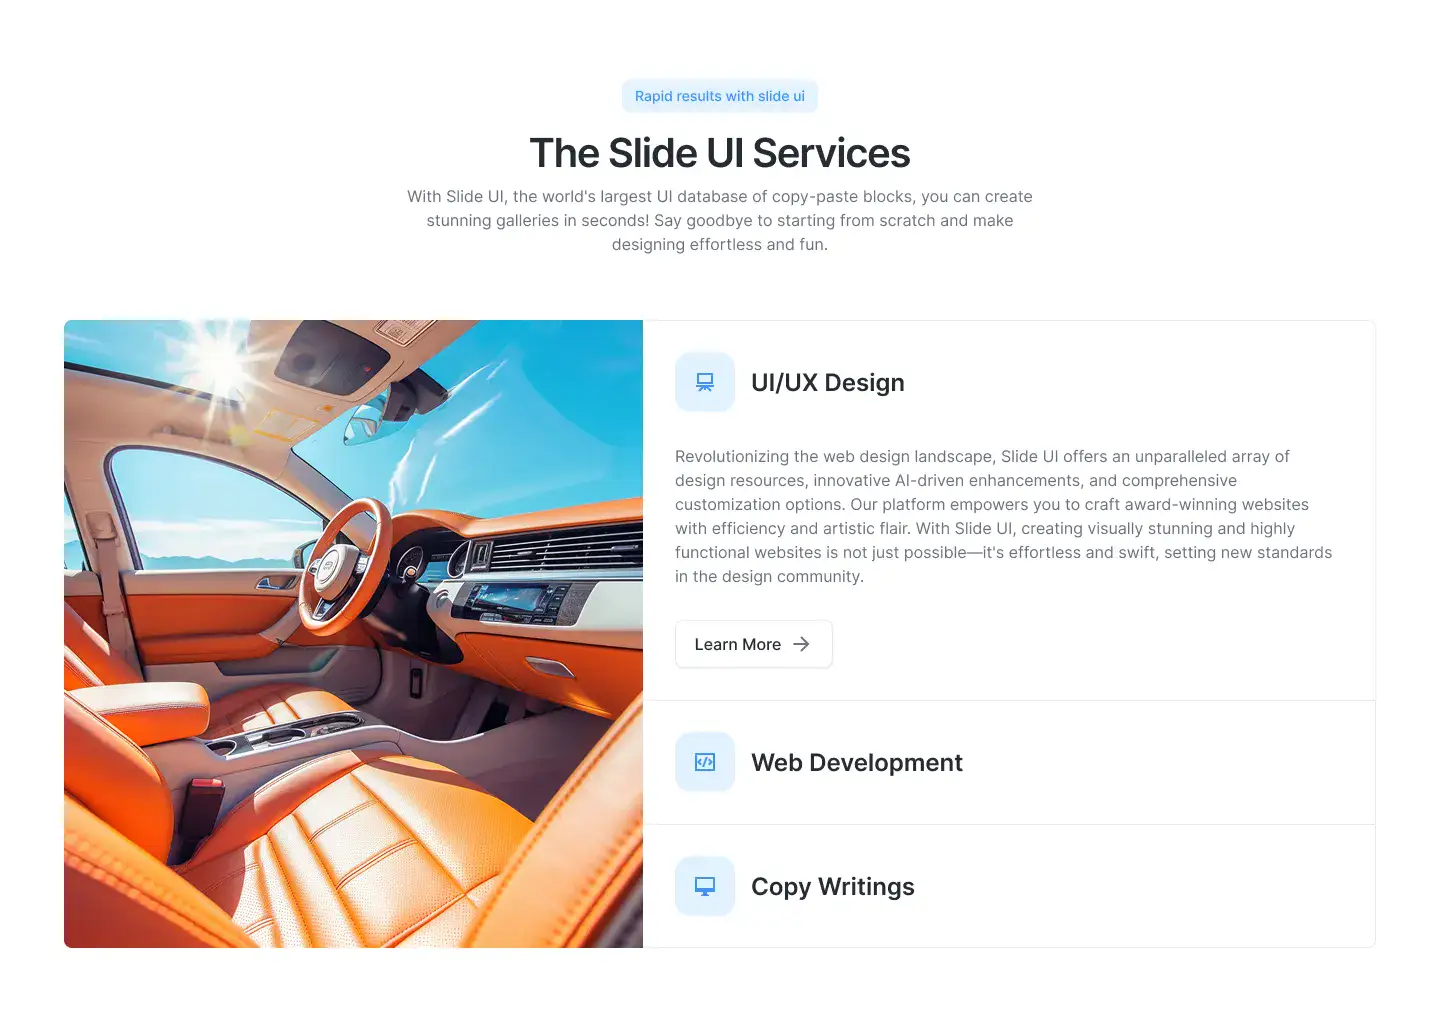 Rapid results with slide ui
The Slide UI Services
With Slide UI, the world's largest UI database of copy-paste blocks, you can create
stunning galleries in seconds! Say goodbye to starting from scratch and make
designing effortless and fun.
UI/UX Design
Revolutionizing the web design landscape, Slide UI offers an unparalleled array of
design resources, innovative AI-driven enhancements, and comprehensive
customization options. Our platform empowers you to craft award-winning websites
with efficiency and artistic flair. With Slide UI, creating visually stunning and highly
functional websites is not just possible—it's effortless and swift, setting new standards
in the design community.
Learn More
Web Development
Copy Writings